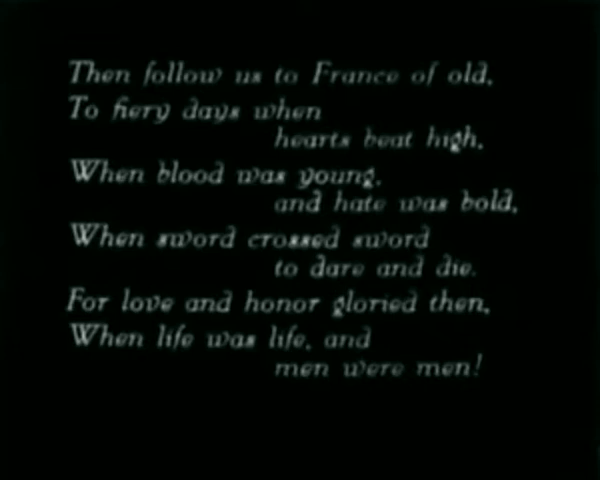 Then follow us to France of old,
To fiery days when
hearts beat high,
When blood was young,
and hate was bold,
When sword crossed sword
to dare and die.
For love and honor gloried then,
When life was life, and
men were men!